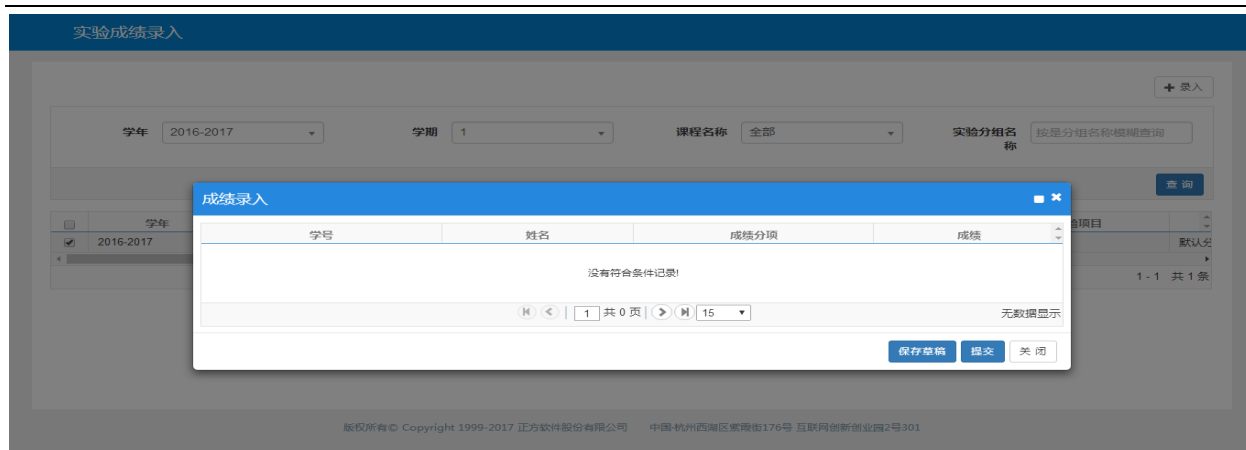 实验成绩录入
录入
学年 2016-2017 学期 1 课程名称 全部 实验分组名称 按是分组名称模糊查询
查 询
成绩录入
学年 验项目
2016-2017 默认分
学号 姓名 成绩分项 成绩
没有符合条件记录!
1 共 0 页 15 无数据显示
1 - 1 共 1 条
保存草稿 提交 关 闭
版权所有© Copyright 1999-2017 正方软件股份有限公司 中国·杭州西湖区紫霞街176号 互联网创新创业园2号301